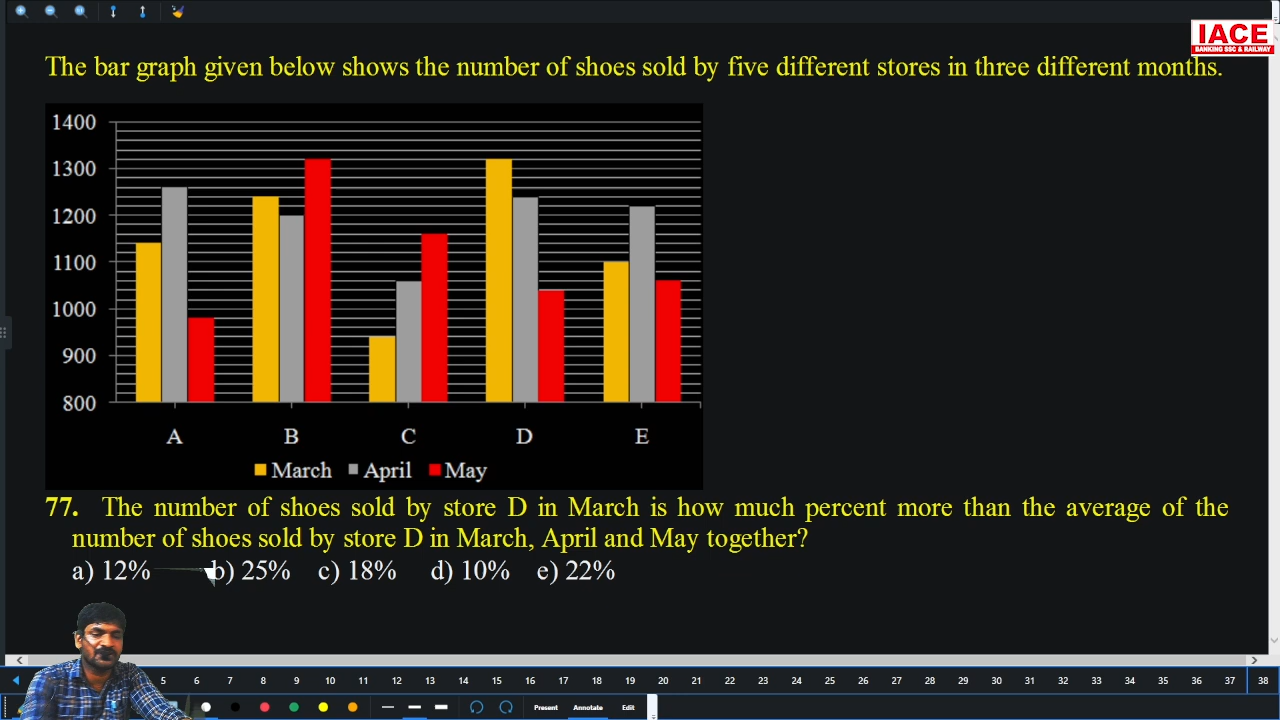 IACE
BANKING SSC & RAILWAY
The bar graph given below shows the number of shoes sold by five different stores in three different months.
1400
1300
1200
1100
1000
900
800
A B C D E
March April May
77. The number of shoes sold by store D in March is how much percent more than the average of the
number of shoes sold by store D in March, April and May together?
a) 12% b) 25% c) 18% d) 10% e) 22%
5 6 7 8 9 10 11 12 13 14 15 16 17 18 19 20 21 22 23 24 25 26 27 28 29 30 31 32 33 34 35 36 37 38
Present Annotate Edit